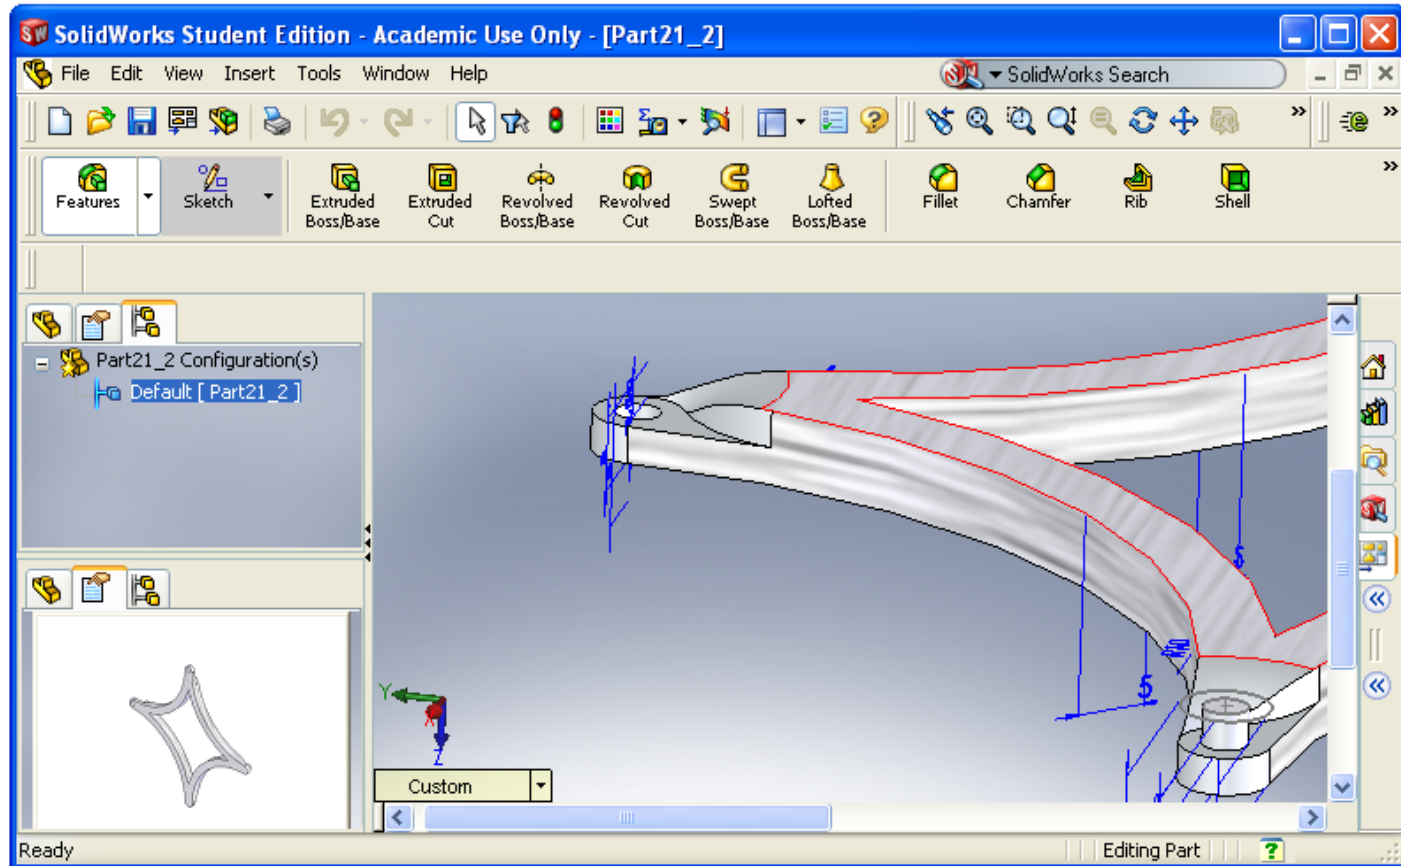 SolidWorks Student Edition - Academic Use Only - [Part21_2]
File Edit View Insert Tools Window Help
SolidWorks Search
Features
Sketch
Extruded Boss/Base
Extruded Cut
Revolved Boss/Base
Revolved Cut
Swept Boss/Base
Lofted Boss/Base
Fillet
Chamfer
Rib
Shell
Part21_2 Configuration(s)
Default [ Part21_2 ]
5
5
Y
X
Z
Custom
Ready
Editing Part